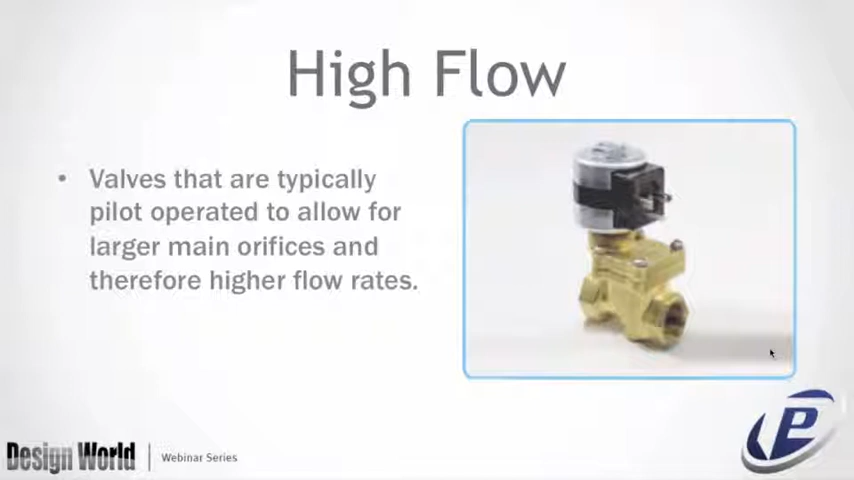 High Flow
• Valves that are typically
pilot operated to allow for
larger main orifices and
therefore higher flow rates.
Design World
Webinar Series
P